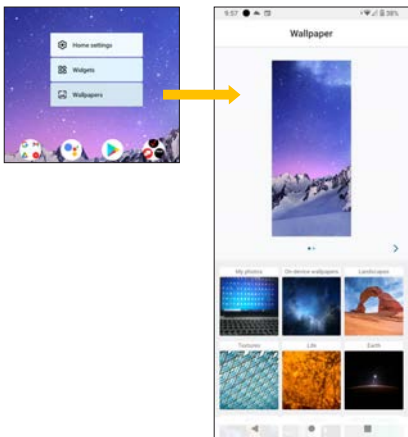 Home settings
Widgets
Wallpapers
9:57
38%
Wallpaper
My photos
On-device wallpapers
Landscapes
Textures
Life
Earth